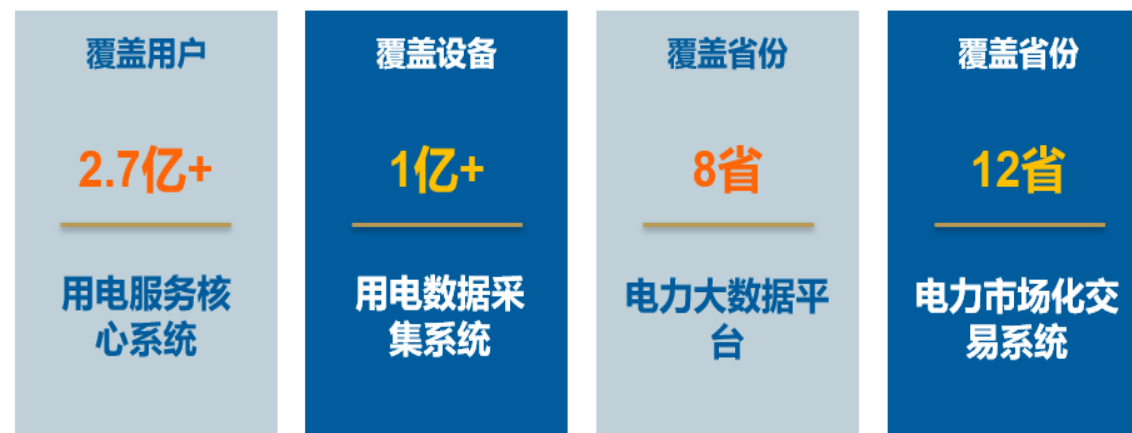 覆盖用户
2.7亿+
用电服务核
心系统
覆盖设备
1亿+
用电数据采
集系统
覆盖省份
8省
电力大数据平
台
覆盖省份
12省
电力市场化交
易系统